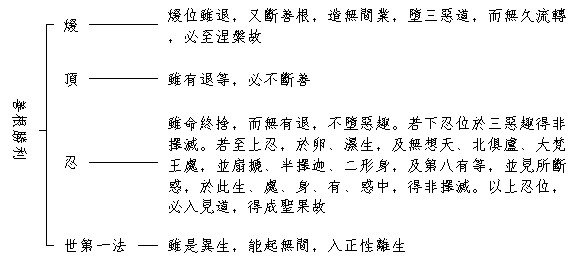 善根勝利
煖
煖位雖退，又斷善根，造無間業，墮三惡道，而無久流轉，
必至涅槃故
頂
雖有退等，必不斷善
忍
雖命終捨，而無有退，不墮惡趣。若下忍位於三惡趣得非
擇滅。若至上忍，於卵、濕生，及無想天、北俱盧、大梵
王處，並扇搋、半擇迦、二形身，及第八有等，並見所斷
惑，於此生、處、身、有、惑中，得非擇滅。以上忍位，
必入見道，得成聖果故
世第一法
雖是異生，能起無間，入正性離生